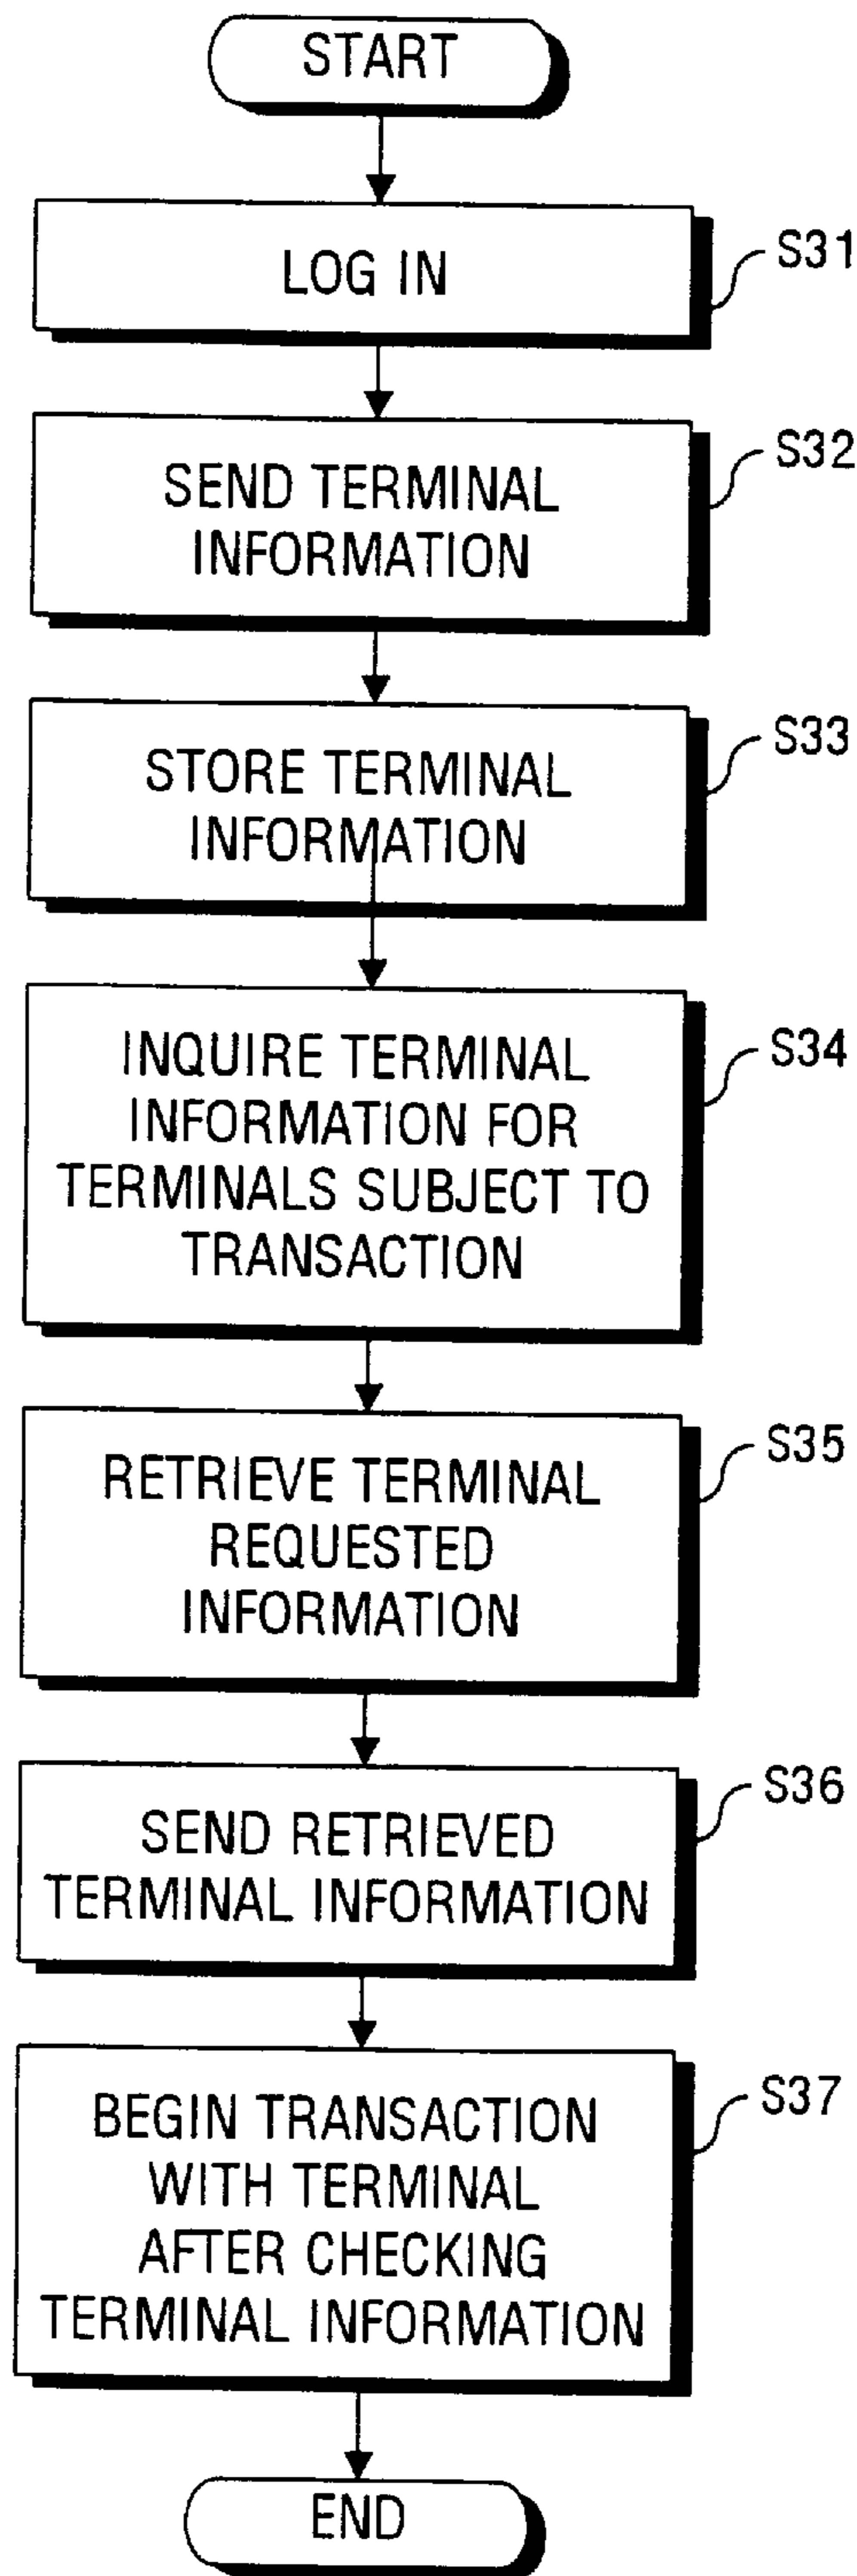 START
LOG IN
S31
SEND TERMINAL
INFORMATION
S32
STORE TERMINAL
INFORMATION
S33
INQUIRE TERMINAL
INFORMATION FOR
TERMINALS SUBJECT TO
TRANSACTION
S34
RETRIEVE TERMINAL
REQUESTED
INFORMATION
S35
SEND RETRIEVED
TERMINAL INFORMATION
S36
BEGIN TRANSACTION
WITH TERMINAL
AFTER CHECKING
TERMINAL INFORMATION
S37
END